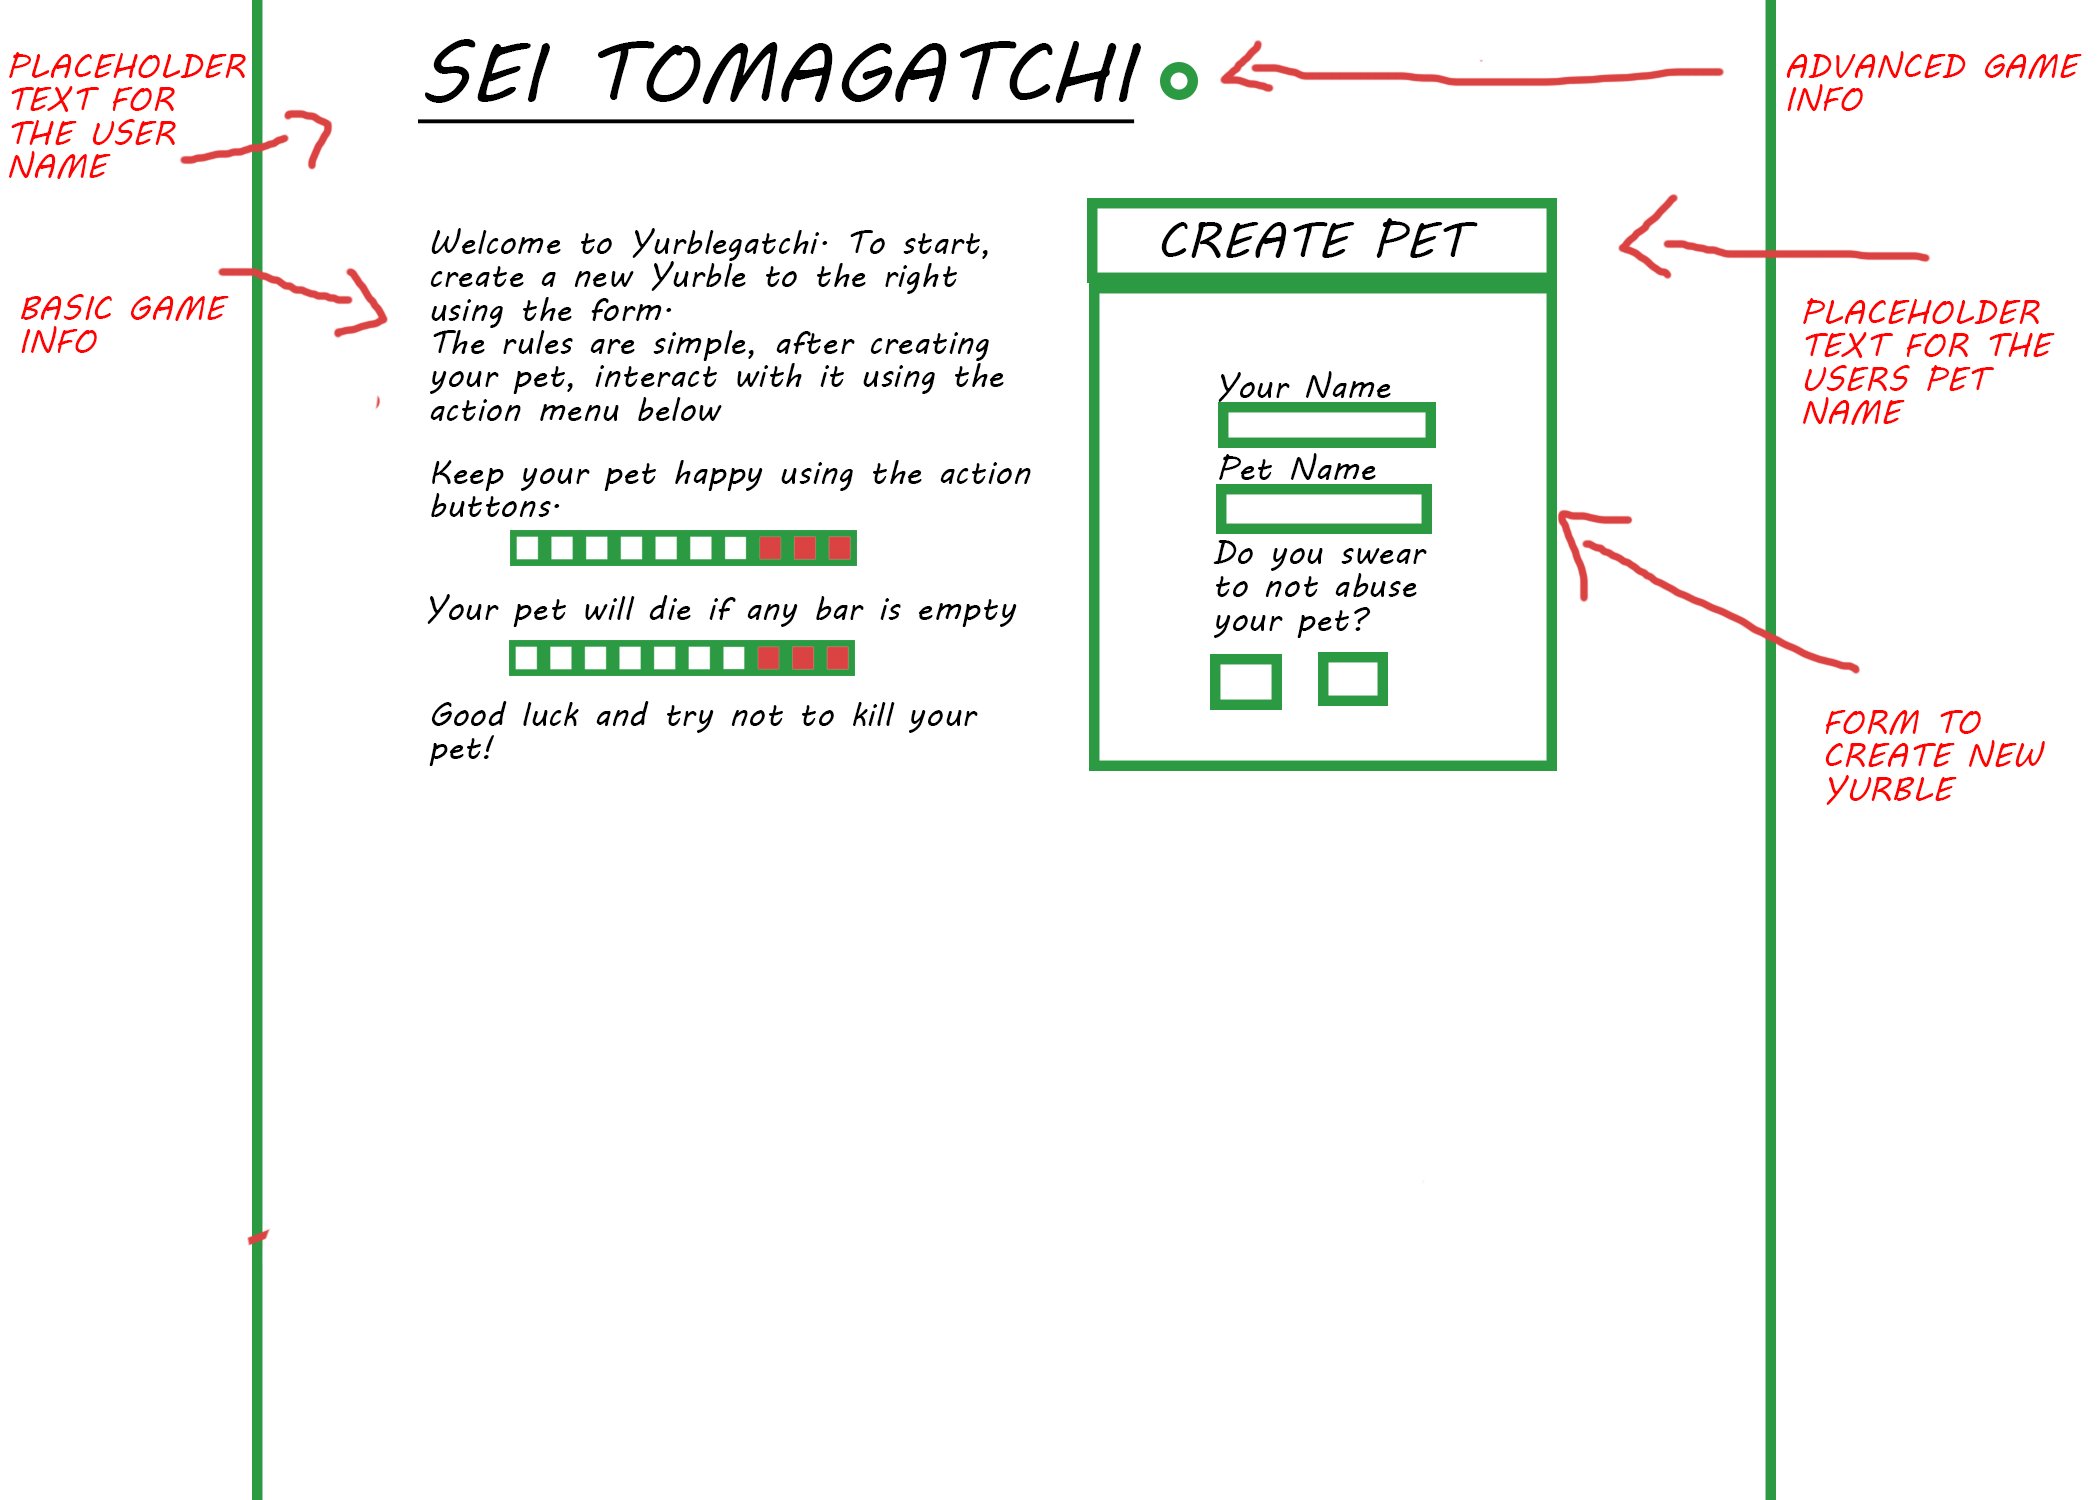 PLACEHOLDER
TEXT FOR
THE USER
NAME
SEI TOMAGATCHI
ADVANCED GAME
INFO
BASIC GAME
INFO
Welcome to Yurblegatchi. To start,
create a new Yurble to the right
using the form.
The rules are simple, after creating
your pet, interact with it using the
action menu below
Keep your pet happy using the action
buttons.
Your pet will die if any bar is empty
Good luck and try not to kill your
pet!
CREATE PET
Your Name
Pet Name
Do you swear
to not abuse
your pet?
PLACEHOLDER
TEXT FOR THE
USERS PET
NAME
FORM TO
CREATE NEW
YURBLE